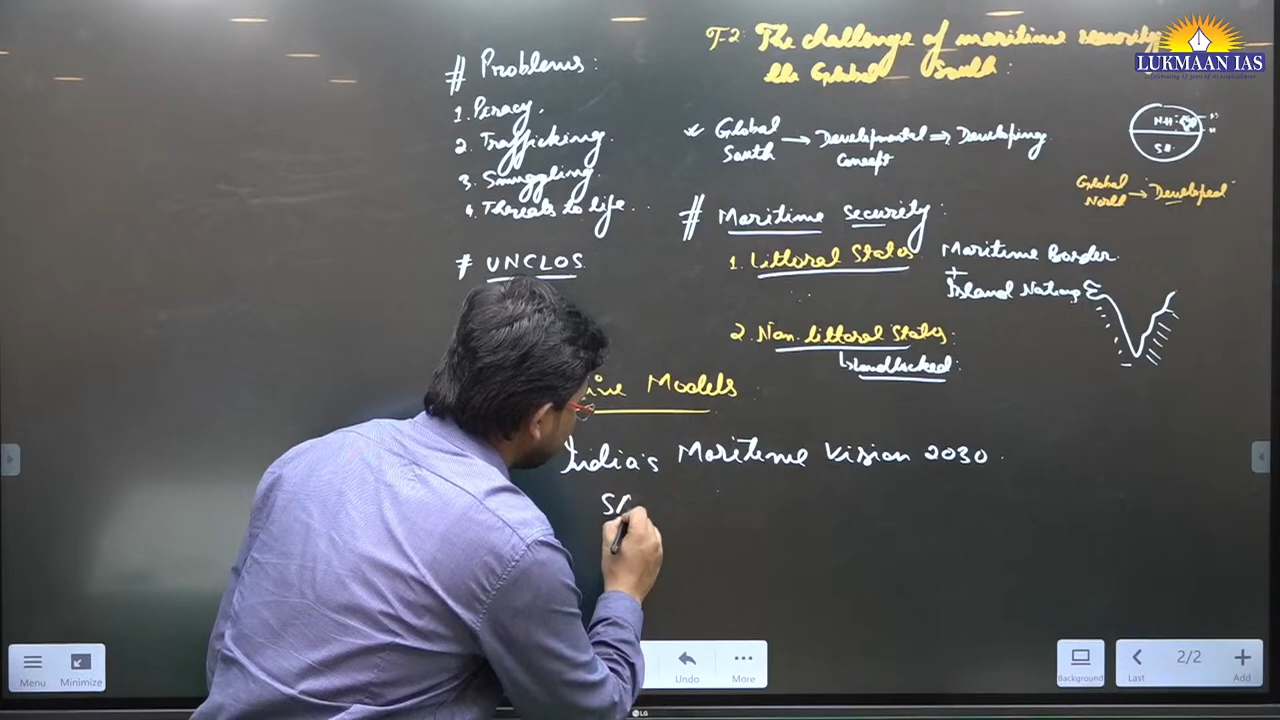 T-2: The challenge of maritime security
the Global South:
LUKMAAN IAS
# Problems:
1. Piracy.
2. Trafficking.
3. Smuggling.
4. Threats to life...
# UNCLOS
* Global South → Developmental Concept ⇒ Developing
N.H.
S.H.
Global North → "Developed"
# Maritime security:
1. Littoral States
Maritime Border
+
Island Nations
2. Non-littoral States:
Landlocked:
ive Models
India's Maritime Vision 2030
SA
Menu
Minimize
Undo
More
Background
Last
2/2
Add
LG